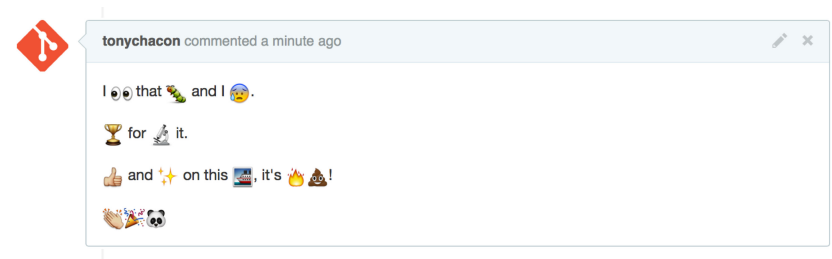 tonychacon commented a minute ago
I 👀 that 🐛 and I 😰.
🏆 for 🔬 it.
👍 and ✨ on this 🚢, it's 🔥💩!
👏🎉🐼